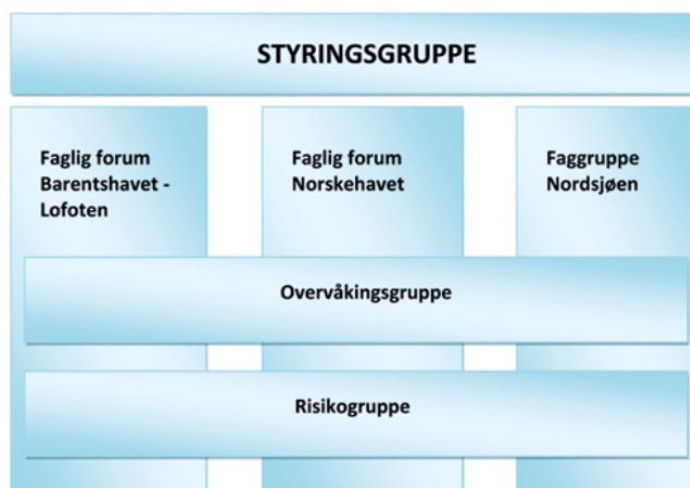 STYRINGSGRUPPE
Faglig forum
Barentshavet -
Lofoten
Faglig forum
Norskehavet
Faggruppe
Nordsjøen
Overvåkingsgruppe
Risikogruppe